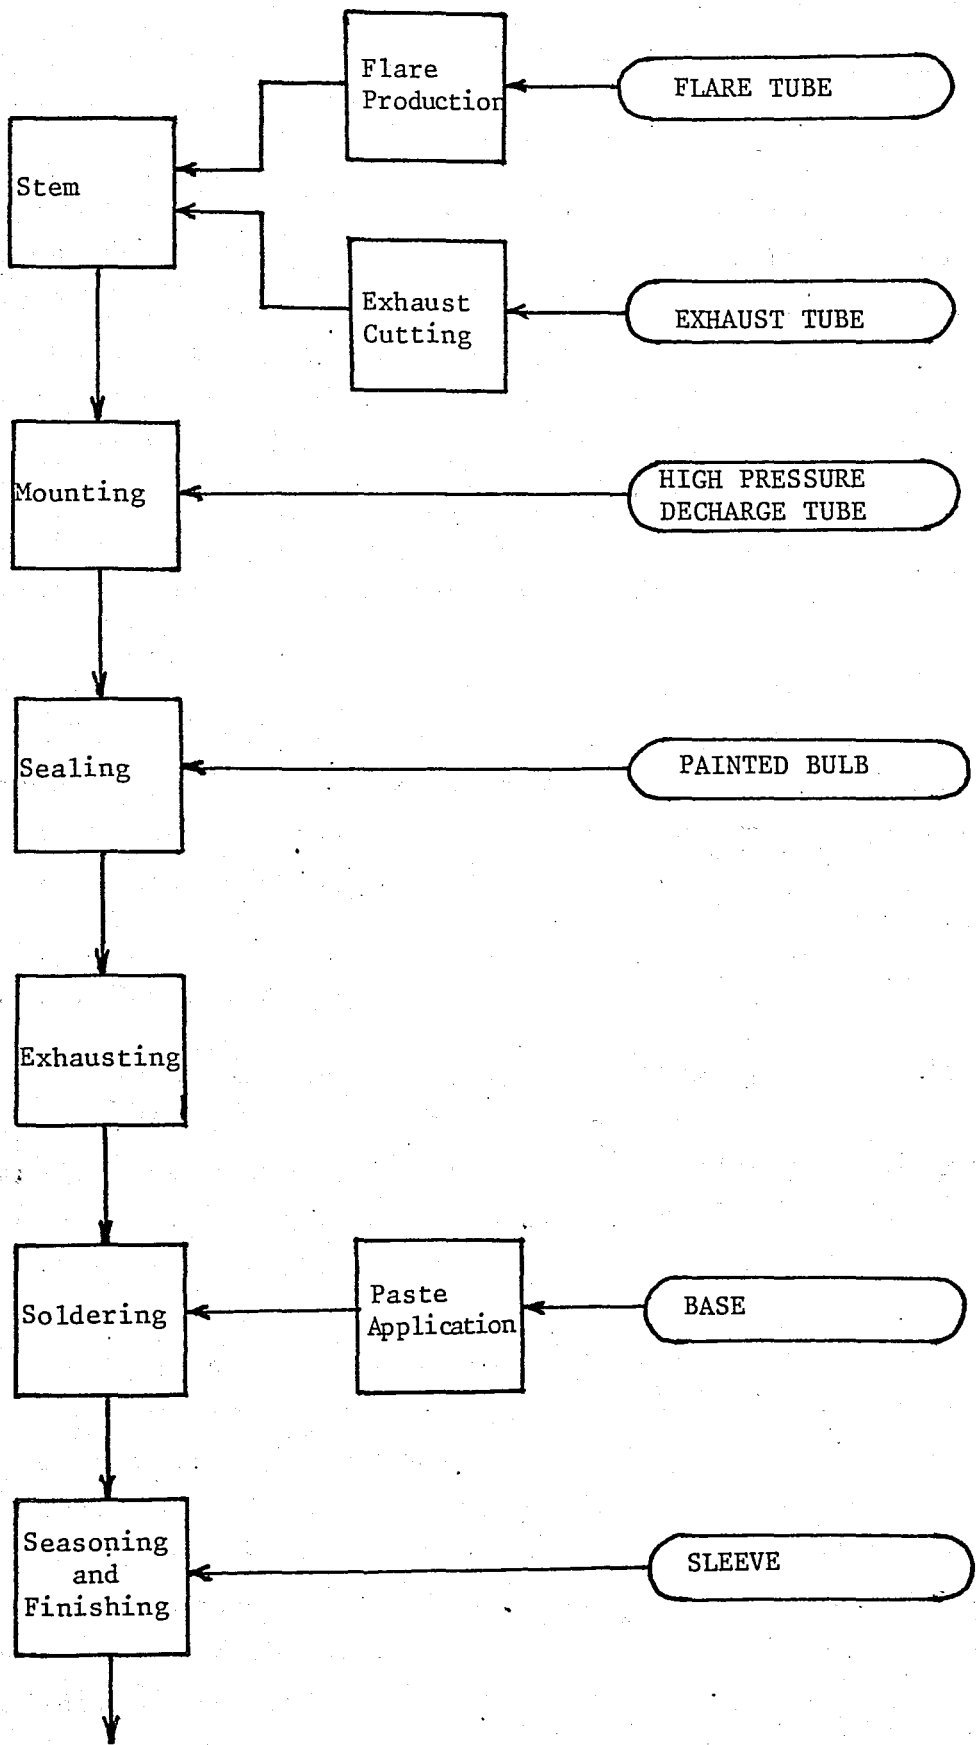 Flare
Production
FLARE TUBE
Stem
Exhaust
Cutting
EXHAUST TUBE
Mounting
HIGH PRESSURE
DECHARGE TUBE
Sealing
PAINTED BULB
Exhausting
Soldering
Paste
Application
BASE
Seasoning
and
Finishing
SLEEVE